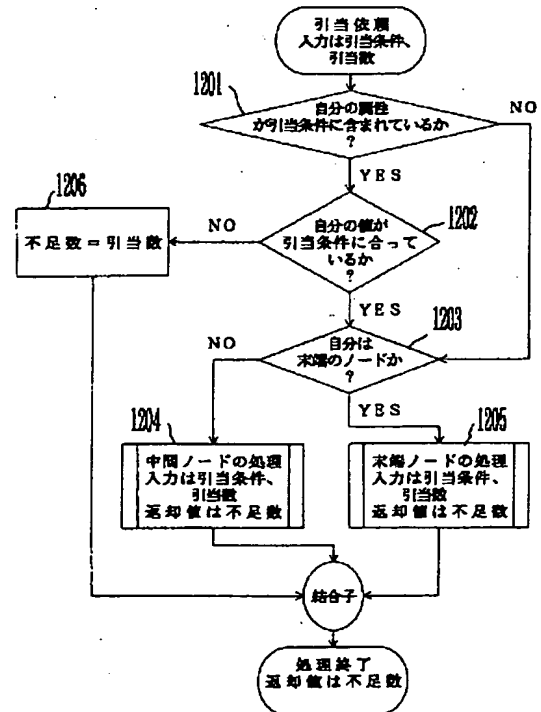 引当依頼
入力は引当条件、
引当数
1201
自分の属性
が引当条件に含まれているか
?
NO
YES
1206
不足数=引当数
NO
自分の値が
引当条件に合って
いるか
?
1202
YES
1203
NO
自分は
末端のノードか
?
YES
1204
中間ノードの処理
入力は引当条件、
引当数
返却値は不足数
1205
末端ノードの処理
入力は引当条件、
引当数
返却値は不足数
結合子
処理終了
返却値は不足数